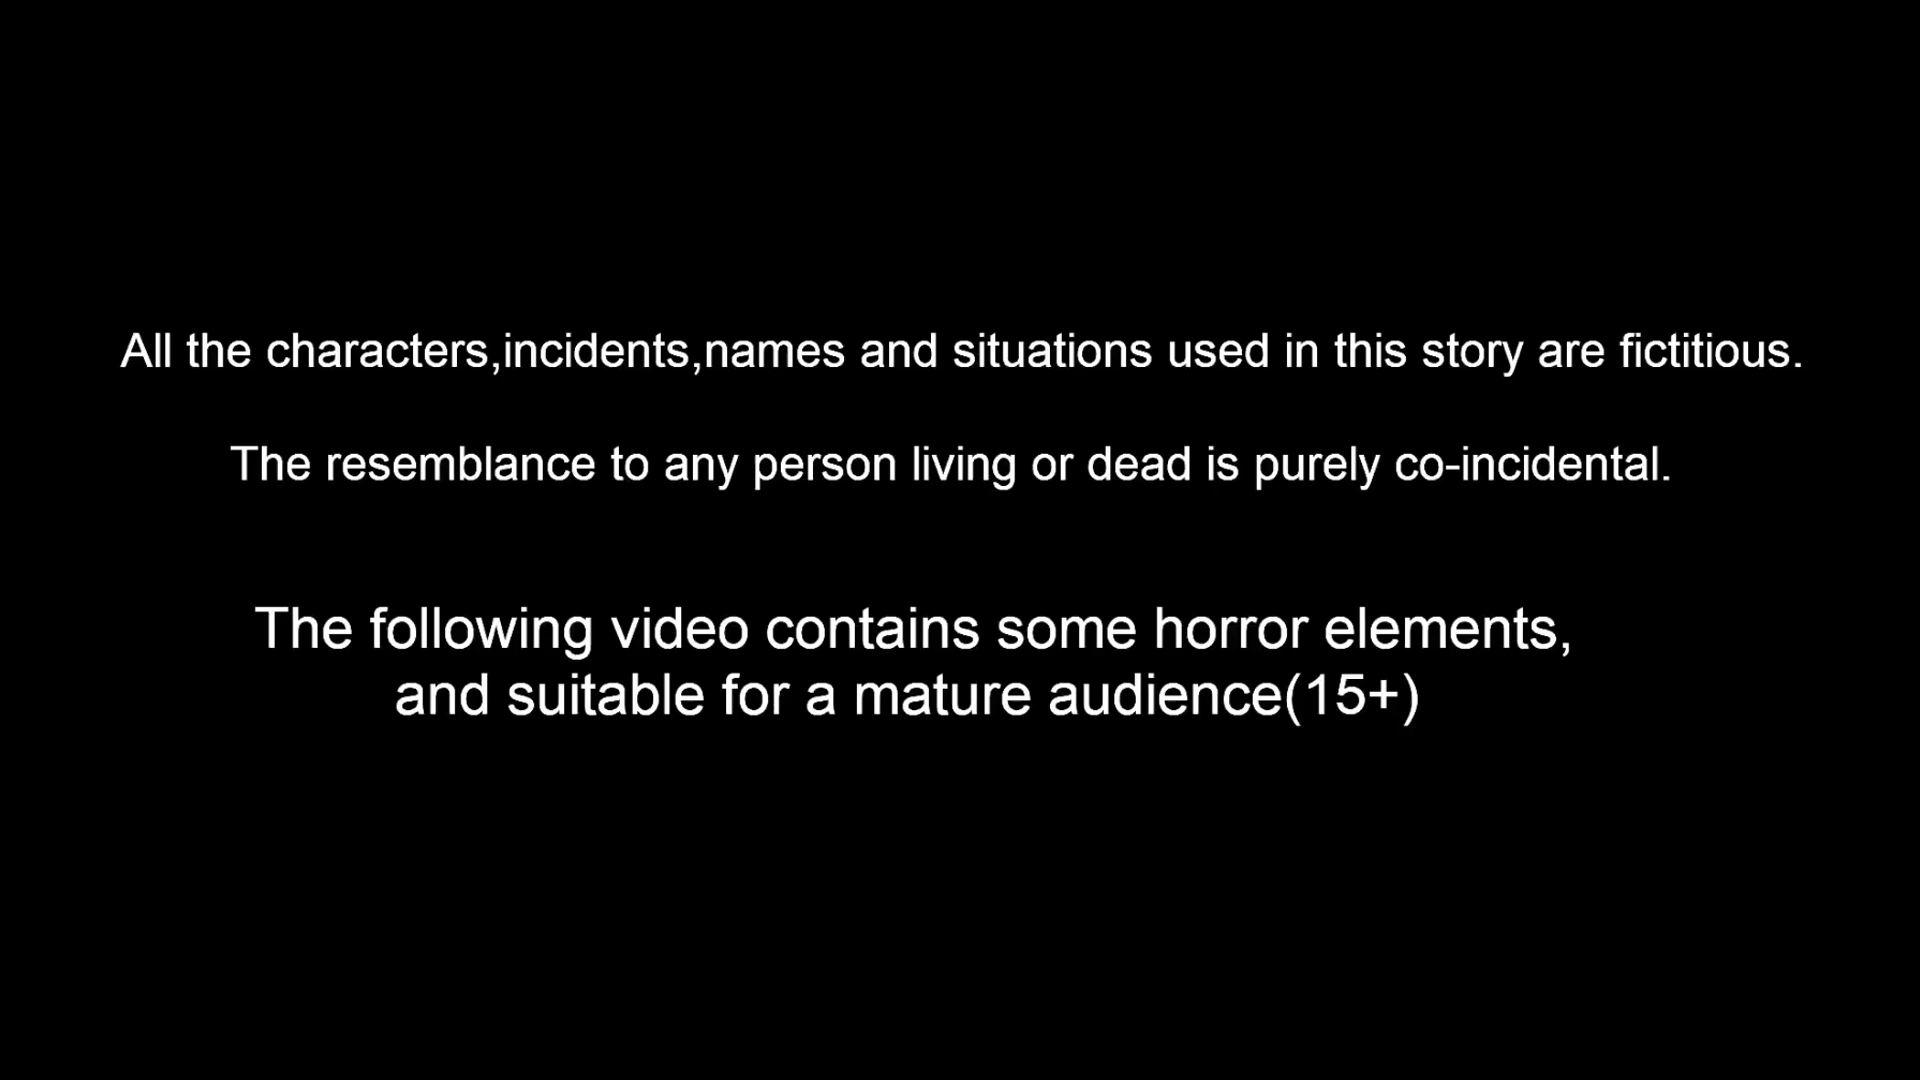 All the characters,incidents,names and situations used in this story are fictitious.
The resemblance to any person living or dead is purely co-incidental.
The following video contains some horror elements,
and suitable for a mature audience(15+)